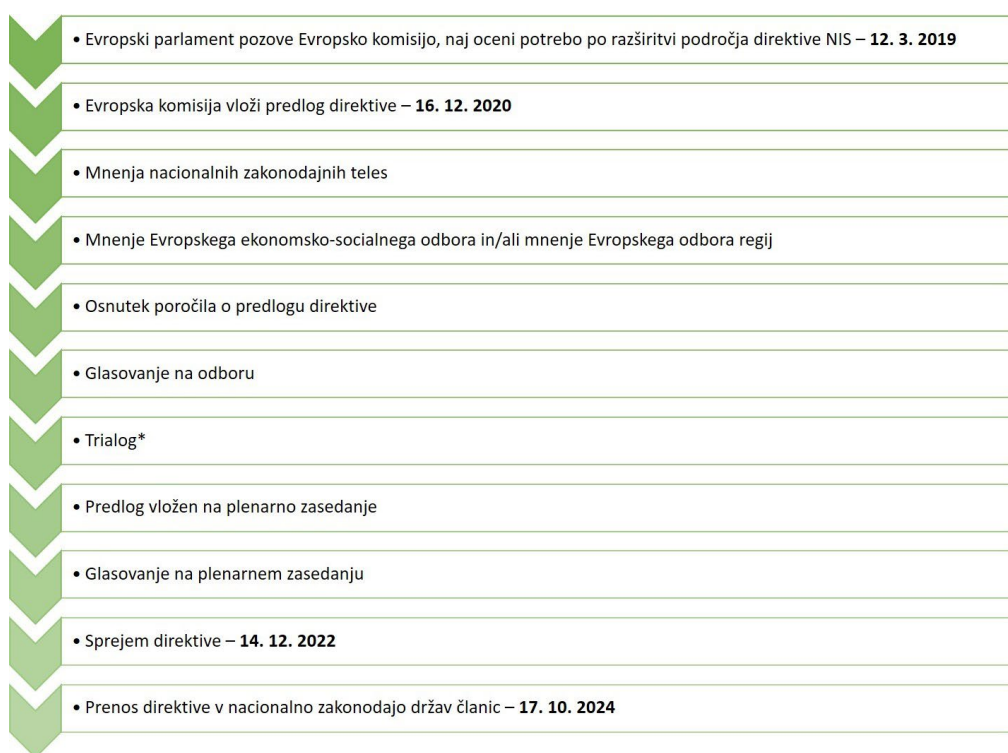 • Evropski parlament pozove Evropsko komisijo, naj oceni potrebo po razširitvi področja direktive NIS – 12. 3. 2019
• Evropska komisija vloži predlog direktive – 16. 12. 2020
• Mnenja nacionalnih zakonodajnih teles
• Mnenje Evropskega ekonomsko-socialnega odbora in/ali mnenje Evropskega odbora regij
• Osnutek poročila o predlogu direktive
• Glasovanje na odboru
• Trialog*
• Predlog vložen na plenarno zasedanje
• Glasovanje na plenarnem zasedanju
• Sprejem direktive – 14. 12. 2022
• Prenos direktive v nacionalno zakonodajo držav članic – 17. 10. 2024